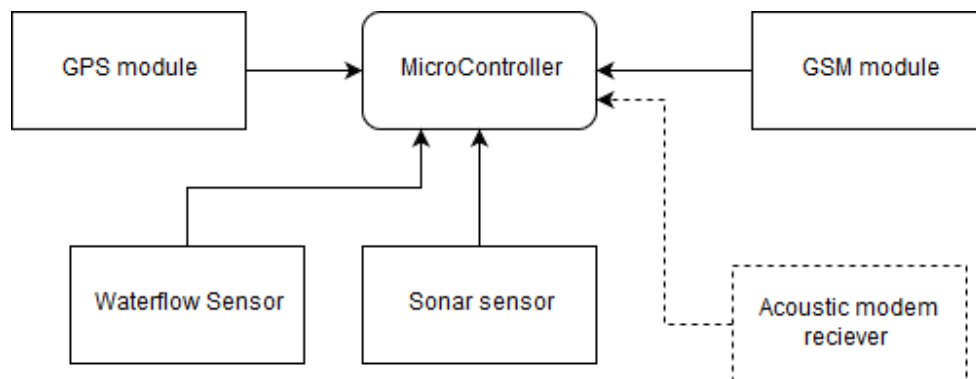 GPS module
MicroController
GSM module
Waterflow Sensor
Sonar sensor
Acoustic modem
reciever